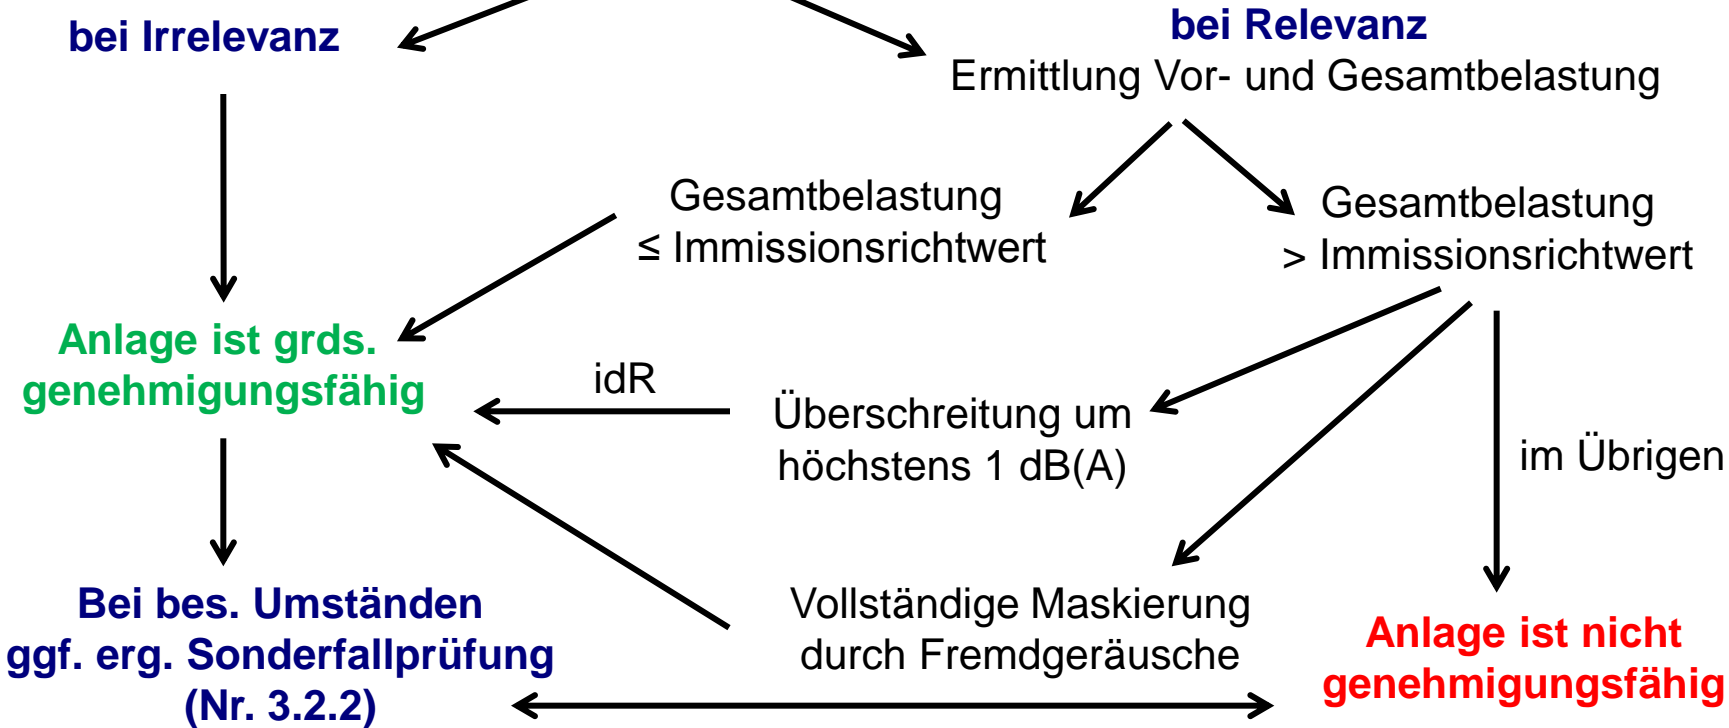 bei Irrelevanz
bei Relevanz
Ermittlung Vor- und Gesamtbelastung
Gesamtbelastung
≤ Immissionsrichtwert
Gesamtbelastung
> Immissionsrichtwert
Anlage ist grds.
genehmigungsfähig
idR
Überschreitung um
höchstens 1 dB(A)
im Übrigen
Bei bes. Umständen
ggf. erg. Sonderfallprüfung
(Nr. 3.2.2)
Vollständige Maskierung
durch Fremdgeräusche
Anlage ist nicht
genehmigungsfähig